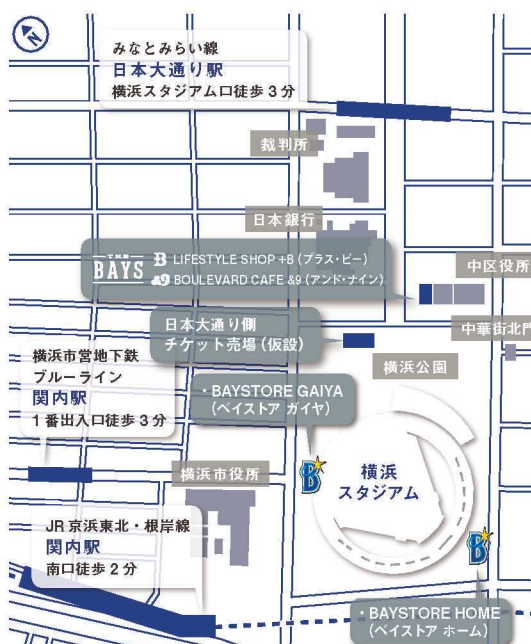 N
みなとみらい線
日本大通り駅
横浜スタジアム口徒歩3分
裁判所
日本銀行
THE BAYS
B LIFESTYLE SHOP +B (プラス・ビー)
&9 BOULEVARD CAFE &9 (アンド・ナイン)
中区役所
日本大通り側
チケット売場(仮設)
中華街北門
横浜公園
横浜市営地下鉄
ブルーライン
関内駅
1番出入口徒歩3分
・BAYSTORE GAIYA
(ベイストア ガイヤ)
横浜市役所
B
横浜
スタジアム
JR京浜東北・根岸線
関内駅
南口徒歩2分
B
・BAYSTORE HOME
(ベイストア ホーム)